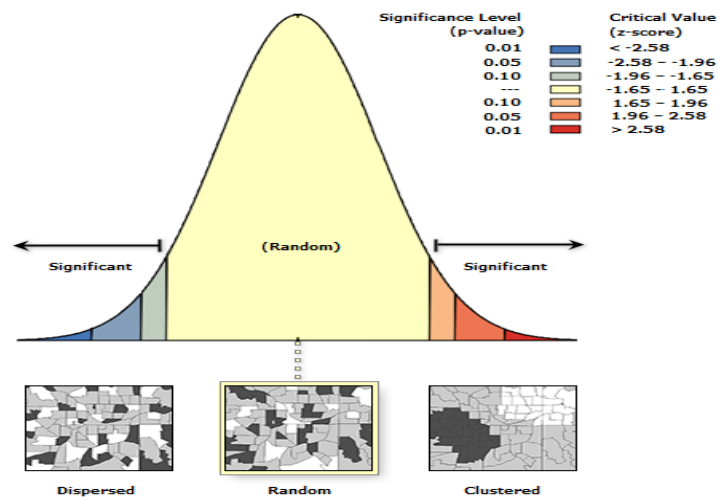 Significance Level Critical Value
(p-value) (z-score)
0.01 < -2.58
0.05 -2.58 – -1.96
0.10 -1.96 – -1.65
--- -1.65 – 1.65
0.10 1.65 – 1.96
0.05 1.96 – 2.58
0.01 > 2.58
(Random)
Significant Significant
Dispersed Random Clustered